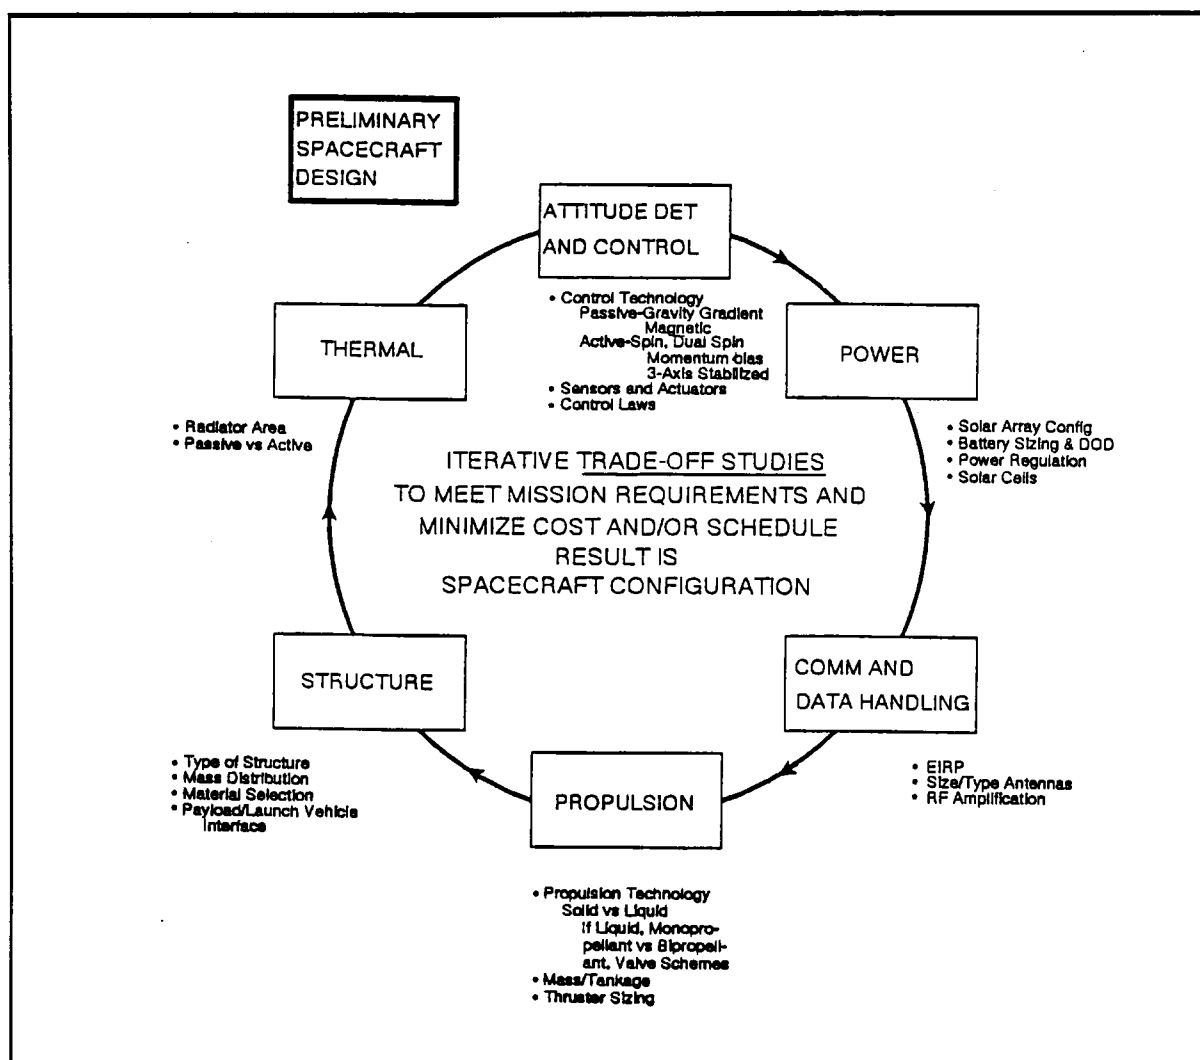 PRELIMINARY
SPACECRAFT
DESIGN
ATTITUDE DET
AND CONTROL
• Control Technology
Passive-Gravity Gradient
Magnetic
Active-Spin, Dual Spin
Momentum bias
3-Axis Stabilized
• Sensors and Actuators
• Control Laws
POWER
• Solar Array Config
• Battery Sizing & DOD
• Power Regulation
• Solar Cells
COMM AND
DATA HANDLING
• EIRP
• Size/Type Antennas
• RF Amplification
PROPULSION
• Propulsion Technology
Solid vs Liquid
If Liquid, Monopro-
pellant vs Bipropell-
ant, Valve Schemes
• Mass/Tankage
• Thruster Sizing
STRUCTURE
• Type of Structure
• Mass Distribution
• Material Selection
• Payload/Launch Vehicle
Interface
THERMAL
• Radiator Area
• Passive vs Active
ITERATIVE TRADE-OFF STUDIES
TO MEET MISSION REQUIREMENTS AND
MINIMIZE COST AND/OR SCHEDULE
RESULT IS
SPACECRAFT CONFIGURATION